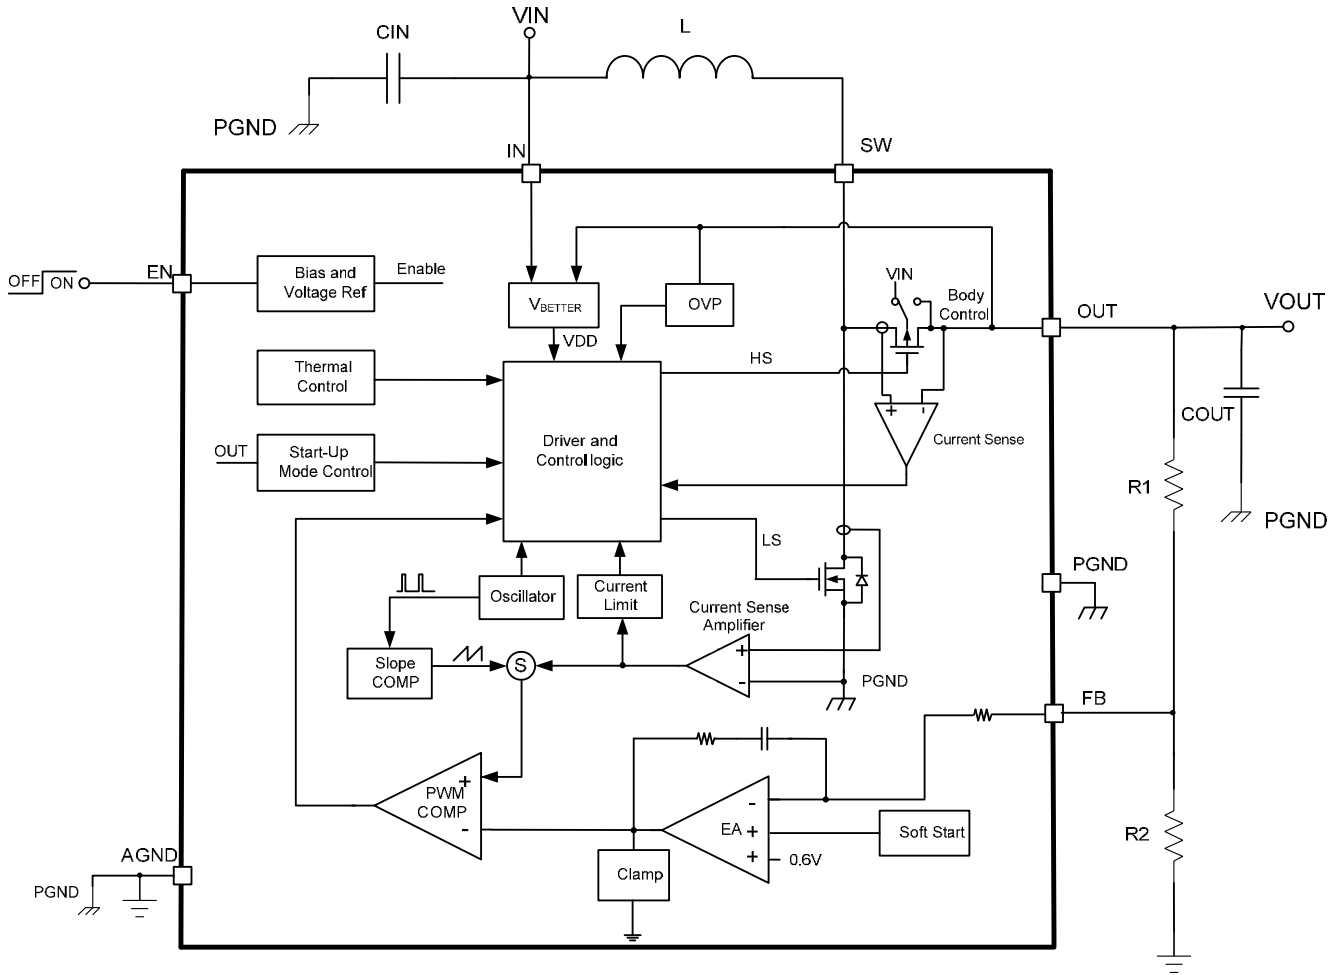 VIN
CIN
L
PGND
IN
SW
OFF
ON
EN
Bias and
Voltage Ref
Enable
VBETTER
OVP
VDD
VIN
Body
Control
OUT
VOUT
Thermal
Control
HS
COUT
OUT
Start-Up
Mode Control
Driver and
Control logic
+
-
Current Sense
R1
PGND
LS
PGND
Oscillator
Current
Limit
Current Sense
Amplifier
Slope
COMP
S
+
-
PGND
FB
PWM
COMP
+
-
-
EA +
+
0.6V
Soft Start
R2
Clamp
AGND
PGND